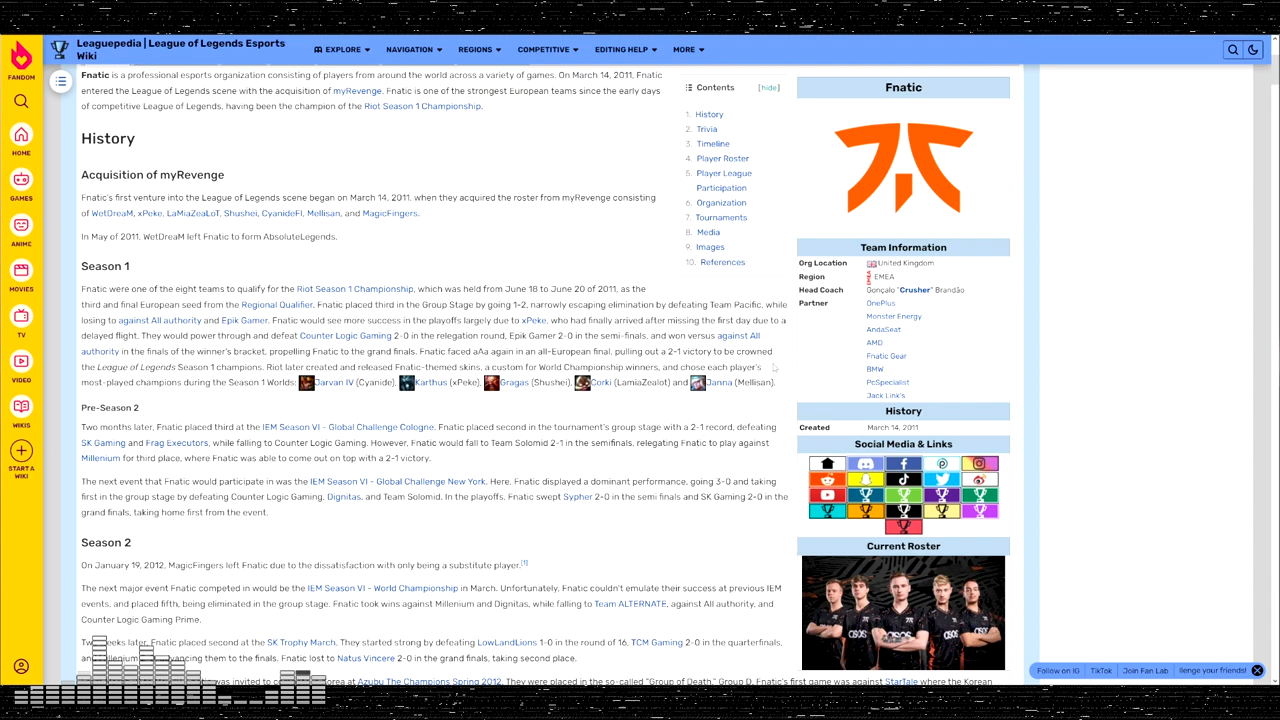 Leaguepedia | League of Legends Esports
Wiki
EXPLORE NAVIGATION REGIONS COMPETITIVE EDITING HELP MORE
FANDOM
HOME
GAMES
ANIME
MOVIES
TV
VIDEO
WIKIS
START A
WIKI
Fnatic is a professional esports organization consisting of players from around the world across a variety of games. On March 14, 2011, Fnatic
entered the League of Legends scene with the acquisition of myRevenge. Fnatic is one of the strongest European teams since the early days
of competitive League of Legends, having been the champion of the Riot Season 1 Championship.
History
Acquisition of myRevenge
Fnatic's first venture into the League of Legends scene began on March 14, 2011, when they acquired the roster from myRevenge consisting
of WetDreaM, xPeke, LaMiaZeaLoT, Shushei, CyanideFI, Mellisan, and MagicFingers.
In May of 2011, WetDreaM left Fnatic to form AbsoluteLegends.
Season 1
Fnatic were one of the eight teams to qualify for the Riot Season 1 Championship, which was held from June 18 to June 20 of 2011, as the
third and final European seed from the Regional Qualifier. Fnatic placed third in the Group Stage by going 1-2, narrowly escaping elimination by defeating Team Pacific, while
losing to against All authority and Epik Gamer. Fnatic would see more success in the playoffs largely due to xPeke, who had finally arrived after missing the first day due to a
delayed flight. They would power through and defeat Counter Logic Gaming 2-0 in the relegation round, Epik Gamer 2-0 in the semi-finals, and won versus against All
authority in the finals of the winner's bracket, propelling Fnatic to the grand finals. Fnatic faced aAa again in an all-European final, pulling out a 2-1 victory to be crowned
the League of Legends Season 1 champions. Riot later created and released Fnatic-themed skins, a custom for World Championship winners, and chose each player's
most-played champions during the Season 1 Worlds: Jarvan IV (Cyanide), Karthus (xPeke), Gragas (Shushei), Corki (LamiaZealot) and Janna (Mellisan).
Pre-Season 2
Two months later, Fnatic placed third at the IEM Season VI - Global Challenge Cologne. Fnatic placed second in the tournament's group stage with a 2-1 record, defeating
SK Gaming and Frag Executors, while falling to Counter Logic Gaming. However, Fnatic would fall to Team Solomid 2-1 in the semifinals, relegating Fnatic to play against
Millenium for third place, where Fnatic was able to come out on top with a 2-1 victory.
The next event that Fnatic in was the IEM Season VI - Global Challenge New York. Here, Fnatic displayed a dominant performance, going 3-0 and taking
first in the group stage by defeating Counter Logic Gaming, Dignitas, and Team Solomid. In the playoffs, Fnatic swept Sypher 2-0 in the semi finals and SK Gaming 2-0 in the
grand finals, taking home first from the event.
Season 2
On January 19, 2012, MagicFingers left Fnatic due to the dissatisfaction with only being a substitute player.[1]
The last major event Fnatic competed in would be the IEM Season VI - World Championship in March. Unfortunately, Fnatic couldn't emulate their success at previous IEM
events, and placed fifth, being eliminated in the group stage. Fnatic took wins against Millenium and Dignitas, while falling to Team ALTERNATE, against All authority, and
Counter Logic Gaming Prime.
Two weeks later, Fnatic placed second at the SK Trophy March. They started strong by defeating LowLandLions 1-0 in the round of 16, TCM Gaming 2-0 in the quarterfinals,
and Millenium advancing them to the finals. Fnatic lost to Natus Vincere 2-0 in the grand finals, taking second place.
was invited to Korea at Azubu The Champions Spring 2012. They were placed in the so-called "Group of Death," Group D. Fnatic's first game was against StarTale where the Korean
Contents [hide]
1. History
2. Trivia
3. Timeline
4. Player Roster
5. Player League
Participation
6. Organization
7. Tournaments
8. Media
9. Images
10. References
Fnatic
Team Information
Org Location United Kingdom
Region EMEA
Head Coach Gonçalo "Crusher" Brandão
Partner OnePlus
Monster Energy
AndaSeat
AMD
Fnatic Gear
BMW
PcSpecialist
Jack Link's
History
Created March 14, 2011
Social Media & Links
Current Roster
Follow on IG TikTok Join Fan Lab llenge your friends!